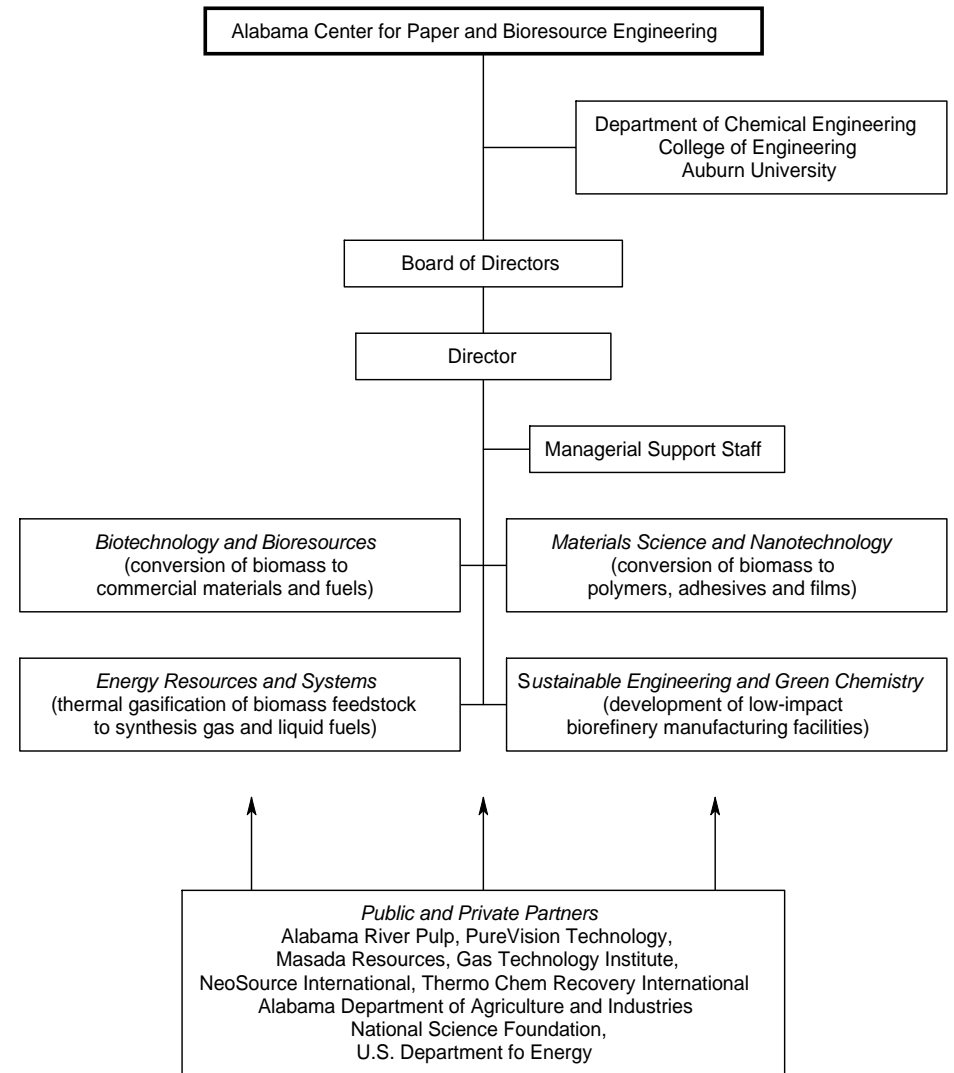 Alabama Center for Paper and Bioresource Engineering
Department of Chemical Engineering
College of Engineering
Auburn University
Board of Directors
Director
Managerial Support Staff
Biotechnology and Bioresources
(conversion of biomass to
commercial materials and fuels)
Materials Science and Nanotechnology
(conversion of biomass to
polymers, adhesives and films)
Energy Resources and Systems
(thermal gasification of biomass feedstock
to synthesis gas and liquid fuels)
Sustainable Engineering and Green Chemistry
(development of low-impact
biorefinery manufacturing facilities)
Public and Private Partners
Alabama River Pulp, PureVision Technology,
Masada Resources, Gas Technology Institute,
NeoSource International, Thermo Chem Recovery International
Alabama Department of Agriculture and Industries
National Science Foundation,
U.S. Department fo Energy